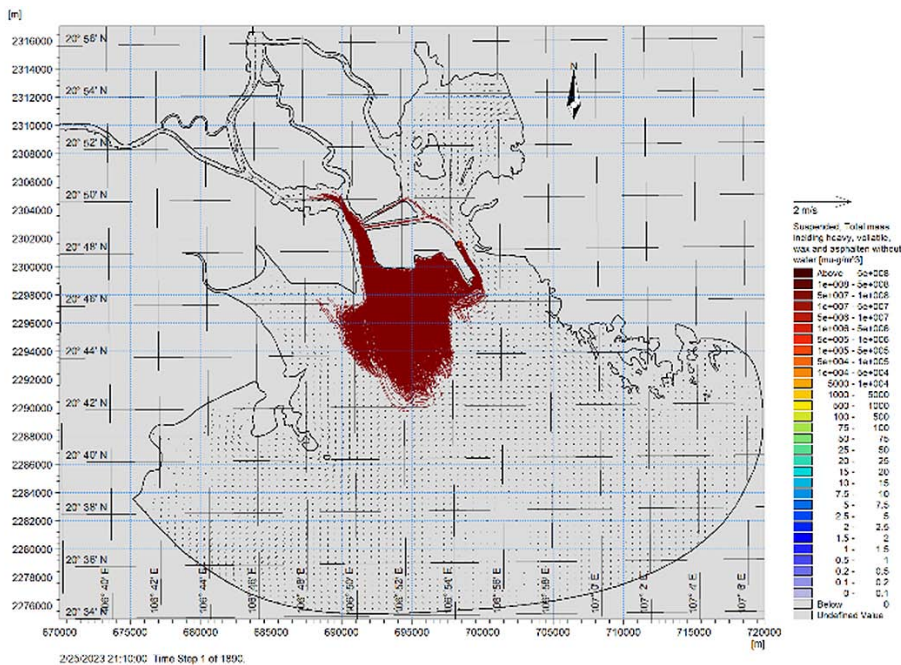 [m]
2316000
2314000
2312000
2310000
2308000
2306000
2304000
2302000
2300000
2298000
2296000
2294000
2292000
2290000
2288000
2286000
2284000
2282000
2280000
2278000
2276000
20° 56' N
20° 54' N
20° 52' N
20° 50' N
20° 48' N
20° 46' N
20° 44' N
20° 42' N
20° 40' N
20° 38' N
20° 36' N
20° 34'
N
106° 40' E
106° 42' E
106° 44' E
106° 46' E
106° 48' E
106° 50' E
106° 52' E
106° 54' E
106° 56' E
106° 58' E
107° 0' E
107° 2' E
107° 4' E
107° 6' E
670000 675000 680000 685000 690000 695000 700000 705000 710000 715000 720000
[m]
2/25/2023 21:10:00 Time Step 1 of 1890.
2 m/s
Suspended, Total mass
wax and asphalten without
water [mu-g/m^3]
Above 5e+008
1e+008 - 5e+008
5e+007 - 1e+008
1e+007 - 5e+007
5e+006 - 1e+007
1e+006 - 5e+006
5e+005 - 1e+006
1e+005 - 5e+005
5e+004 - 1e+005
1e+004 - 5e+004
5000 - 1e+004
1000 - 5000
500 - 1000
100 - 500
75 - 100
50 - 75
25 - 50
20 - 25
15 - 20
10 - 15
7.5 - 10
5 - 7.5
2.5 - 5
2 - 2.5
1.5 - 2
1 - 1.5
0.5 - 1
0.2 - 0.5
0.1 - 0.2
0 - 0.1
Below 0
Undefined Value